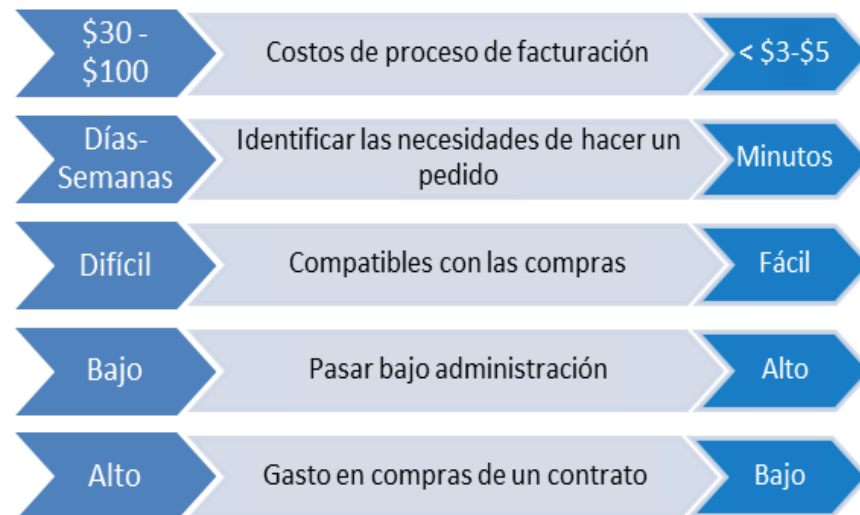 $30 -
$100
Costos de proceso de facturación
< $3-$5
Días-
Semanas
Identificar las necesidades de hacer un
pedido
Minutos
Difícil
Compatibles con las compras
Fácil
Bajo
Pasar bajo administración
Alto
Alto
Gasto en compras de un contrato
Bajo